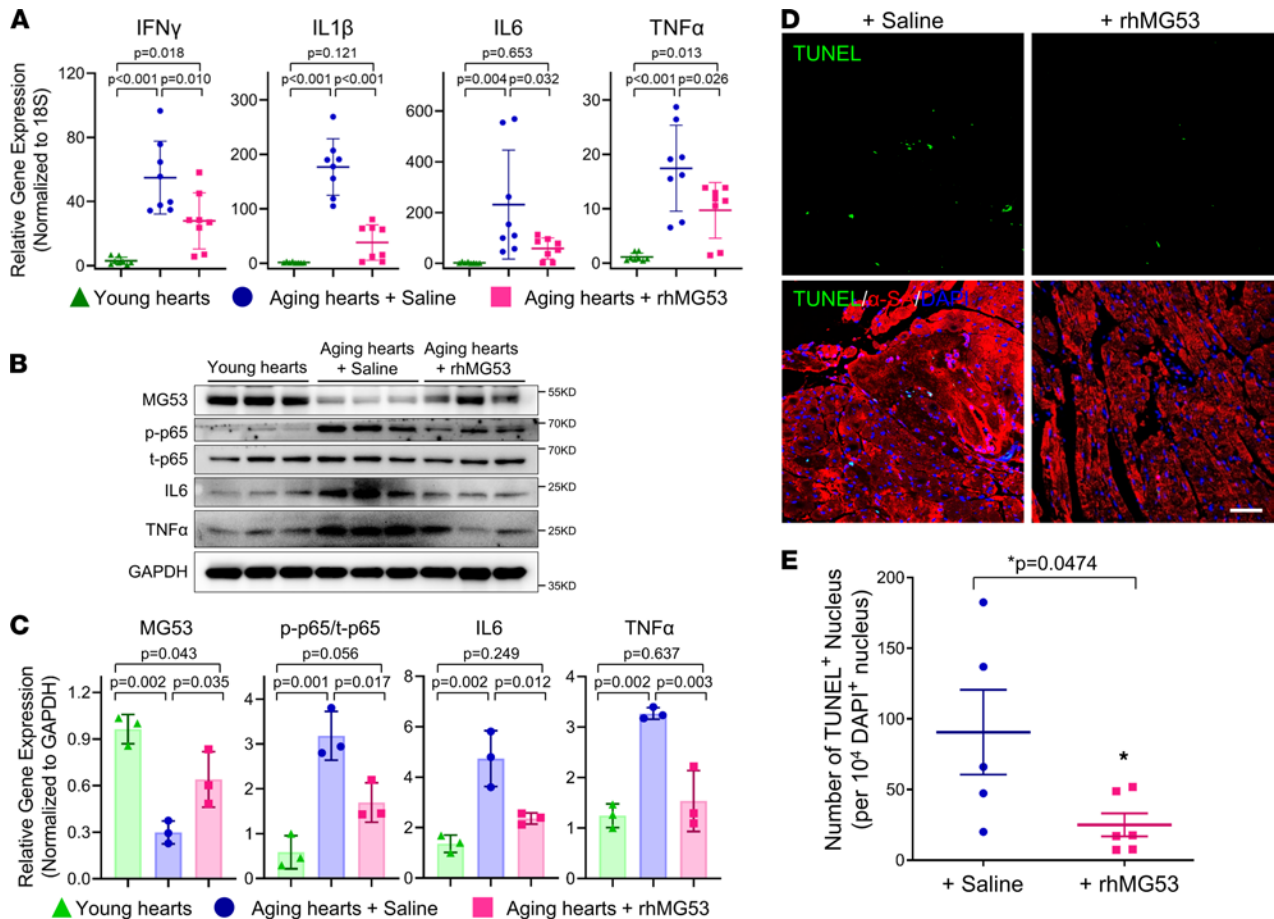 A
IFNγ
IL1β
IL6
TNFα
p=0.018
p=0.121
p=0.653
p=0.013
p<0.001
p=0.010
p<0.001
p<0.001
p=0.004
p=0.032
p<0.001
p=0.026
Relative Gene Expression
(Normalized to 18S)
120
80
40
0
300
200
100
0
600
400
200
0
30
20
10
0
Young hearts
Aging hearts + Saline
Aging hearts + rhMG53
B
Young hearts
Aging hearts
+ Saline
Aging hearts
+ rhMG53
MG53
55KD
p-p65
70KD
t-p65
70KD
IL6
25KD
TNFα
25KD
GAPDH
35KD
C
MG53
p-p65/t-p65
IL6
TNFα
p=0.043
p=0.056
p=0.249
p=0.637
p=0.002
p=0.035
p=0.001
p=0.017
p=0.002
p=0.012
p=0.002
p=0.003
Relative Gene Expression
(Normalized to GAPDH)
1.2
0.9
0.6
0.3
0.0
4
3
2
1
0
8
6
4
2
0
4
3
2
1
0
Young hearts
Aging hearts + Saline
Aging hearts + rhMG53
D
+ Saline
+ rhMG53
TUNEL
TUNEL/α-SA/DAPI
E
*p=0.0474
Number of TUNEL+ Nucleus
(per 10⁴ DAPI+ nucleus)
200
150
100
50
0
*
+ Saline
+ rhMG53